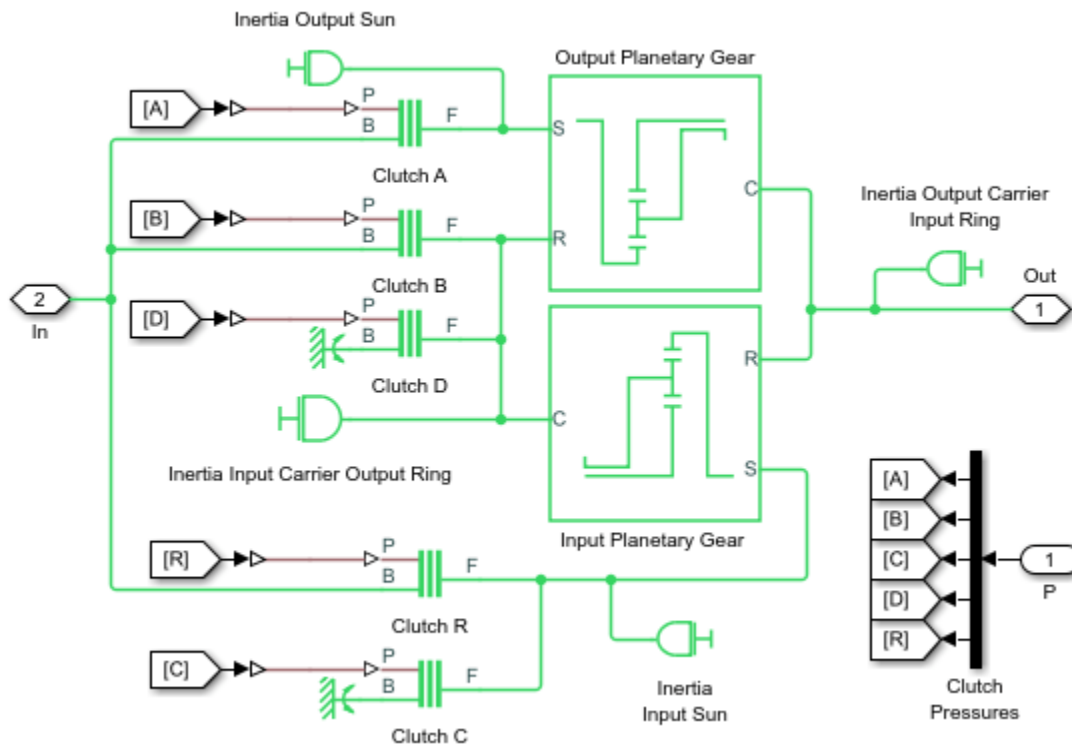 Inertia Output Sun
Output Planetary Gear
[A]
P
B
F
S
Clutch A
C
Inertia Output Carrier
Input Ring
[B]
P
B
F
R
Clutch B
Out
1
2
In
[D]
P
B
F
Clutch D
R
C
Inertia Input Carrier Output Ring
S
Input Planetary Gear
[A]
[B]
[C]
[D]
[R]
1
P
Clutch
Pressures
[R]
P
B
F
Clutch R
[C]
P
B
F
Clutch C
Inertia
Input Sun